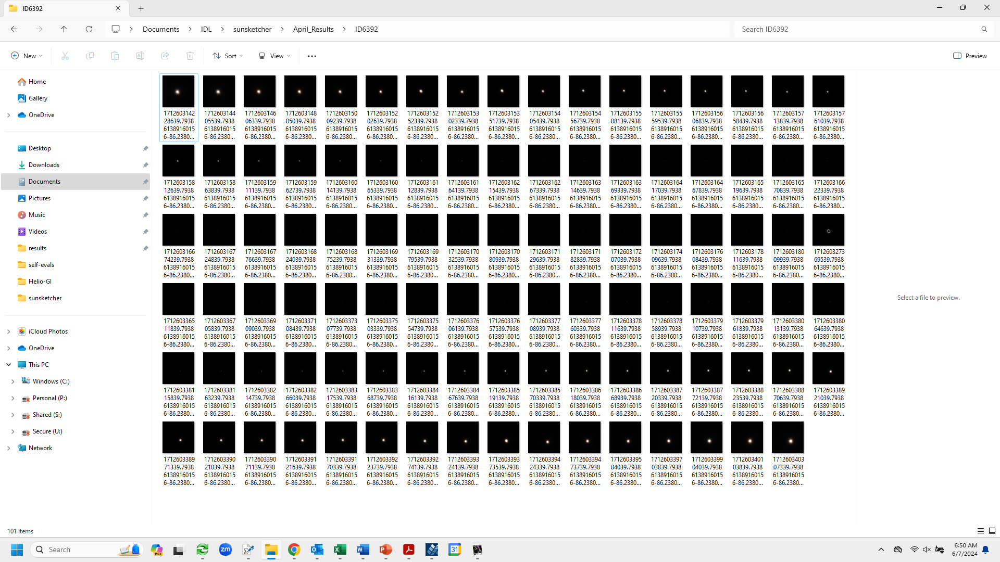 ID6392
Documents > IDL > sunsketcher > April_Results > ID6392
Search ID6392
New
Sort
View
Preview
Home
Gallery
OneDrive
Desktop
Downloads
Documents
Pictures
Music
Videos
results
self-evals
Helio-GI
sunsketcher
iCloud Photos
OneDrive
This PC
Windows (C:)
Personal (P:)
Shared (S:)
Secure (U:)
Network
1712603142 1712603144 1712603146 1712603148 1712603150 1712603152 1712603152 1712603153 1712603153 1712603154 1712603154 1712603155 1712603155 1712603156 1712603156 1712603157 1712603157
28639.7938 05539.7938 06339.7938 05039.7938 09239.7938 02639.7938 52339.7938 02339.7938 51739.7938 05439.7938 56739.7938 08139.7938 59539.7938 06839.7938 58439.7938 13839.7938 61039.7938
6138916015 6138916015 6138916015 6138916015 6138916015 6138916015 6138916015 6138916015 6138916015 6138916015 6138916015 6138916015 6138916015 6138916015 6138916015 6138916015 6138916015
6-86.2380... 6-86.2380... 6-86.2380... 6-86.2380... 6-86.2380... 6-86.2380... 6-86.2380... 6-86.2380... 6-86.2380... 6-86.2380... 6-86.2380... 6-86.2380... 6-86.2380... 6-86.2380... 6-86.2380... 6-86.2380... 6-86.2380...
1712603158 1712603158 1712603159 1712603159 1712603160 1712603160 1712603161 1712603161 1712603162 1712603162 1712603163 1712603163 1712603164 1712603164 1712603165 1712603165 1712603166
12639.7938 63839.7938 11139.7938 62739.7938 14139.7938 65339.7938 12839.7938 64139.7938 15439.7938 67339.7938 14639.7938 69339.7938 17039.7938 67839.7938 19639.7938 70839.7938 22339.7938
6138916015 6138916015 6138916015 6138916015 6138916015 6138916015 6138916015 6138916015 6138916015 6138916015 6138916015 6138916015 6138916015 6138916015 6138916015 6138916015 6138916015
6-86.2380... 6-86.2380... 6-86.2380... 6-86.2380... 6-86.2380... 6-86.2380... 6-86.2380... 6-86.2380... 6-86.2380... 6-86.2380... 6-86.2380... 6-86.2380... 6-86.2380... 6-86.2380... 6-86.2380... 6-86.2380... 6-86.2380...
1712603166 1712603167 1712603167 1712603168 1712603168 1712603169 1712603169 1712603170 1712603170 1712603171 1712603171 1712603172 1712603174 1712603176 1712603178 1712603180 1712603273
74239.7938 24839.7938 76639.7938 24039.7938 75239.7938 31339.7938 79539.7938 32539.7938 80939.7938 29639.7938 82839.7938 07039.7938 09639.7938 08439.7938 11639.7938 09939.7938 69539.7938
6138916015 6138916015 6138916015 6138916015 6138916015 6138916015 6138916015 6138916015 6138916015 6138916015 6138916015 6138916015 6138916015 6138916015 6138916015 6138916015 6138916015
6-86.2380... 6-86.2380... 6-86.2380... 6-86.2380... 6-86.2380... 6-86.2380... 6-86.2380... 6-86.2380... 6-86.2380... 6-86.2380... 6-86.2380... 6-86.2380... 6-86.2380... 6-86.2380... 6-86.2380... 6-86.2380... 6-86.2380...
1712603365 1712603367 1712603369 1712603371 1712603373 1712603375 1712603375 1712603376 1712603376 1712603377 1712603377 1712603378 1712603378 1712603379 1712603379 1712603380 1712603380
11839.7938 05839.7938 09039.7938 08439.7938 07739.7938 03339.7938 54739.7938 06139.7938 57539.7938 08939.7938 60339.7938 11639.7938 58939.7938 10739.7938 61839.7938 13139.7938 64639.7938
6138916015 6138916015 6138916015 6138916015 6138916015 6138916015 6138916015 6138916015 6138916015 6138916015 6138916015 6138916015 6138916015 6138916015 6138916015 6138916015 6138916015
6-86.2380... 6-86.2380... 6-86.2380... 6-86.2380... 6-86.2380... 6-86.2380... 6-86.2380... 6-86.2380... 6-86.2380... 6-86.2380... 6-86.2380... 6-86.2380... 6-86.2380... 6-86.2380... 6-86.2380... 6-86.2380... 6-86.2380...
1712603381 1712603381 1712603382 1712603382 1712603383 1712603383 1712603384 1712603384 1712603385 1712603385 1712603386 1712603386 1712603387 1712603387 1712603388 1712603388 1712603389
15839.7938 63239.7938 14739.7938 66039.7938 17539.7938 68739.7938 16139.7938 67639.7938 19139.7938 70339.7938 18039.7938 68939.7938 20339.7938 72139.7938 23539.7938 70639.7938 21039.7938
6138916015 6138916015 6138916015 6138916015 6138916015 6138916015 6138916015 6138916015 6138916015 6138916015 6138916015 6138916015 6138916015 6138916015 6138916015 6138916015 6138916015
6-86.2380... 6-86.2380... 6-86.2380... 6-86.2380... 6-86.2380... 6-86.2380... 6-86.2380... 6-86.2380... 6-86.2380... 6-86.2380... 6-86.2380... 6-86.2380... 6-86.2380... 6-86.2380... 6-86.2380... 6-86.2380... 6-86.2380...
1712603389 1712603390 1712603390 1712603391 1712603391 1712603392 1712603392 1712603393 1712603393 1712603394 1712603394 1712603395 1712603397 1712603399 1712603401 1712603403
71339.7938 21039.7938 71139.7938 21639.7938 70339.7938 23739.7938 74139.7938 24139.7938 73539.7938 24339.7938 73739.7938 04039.7938 03839.7938 04039.7938 03839.7938 07339.7938
6138916015 6138916015 6138916015 6138916015 6138916015 6138916015 6138916015 6138916015 6138916015 6138916015 6138916015 6138916015 6138916015 6138916015 6138916015 6138916015
6-86.2380... 6-86.2380... 6-86.2380... 6-86.2380... 6-86.2380... 6-86.2380... 6-86.2380... 6-86.2380... 6-86.2380... 6-86.2380... 6-86.2380... 6-86.2380... 6-86.2380... 6-86.2380... 6-86.2380... 6-86.2380...
Select a file to preview.
101 items
Search
PRE
zm
31
6:50 AM
6/7/2024